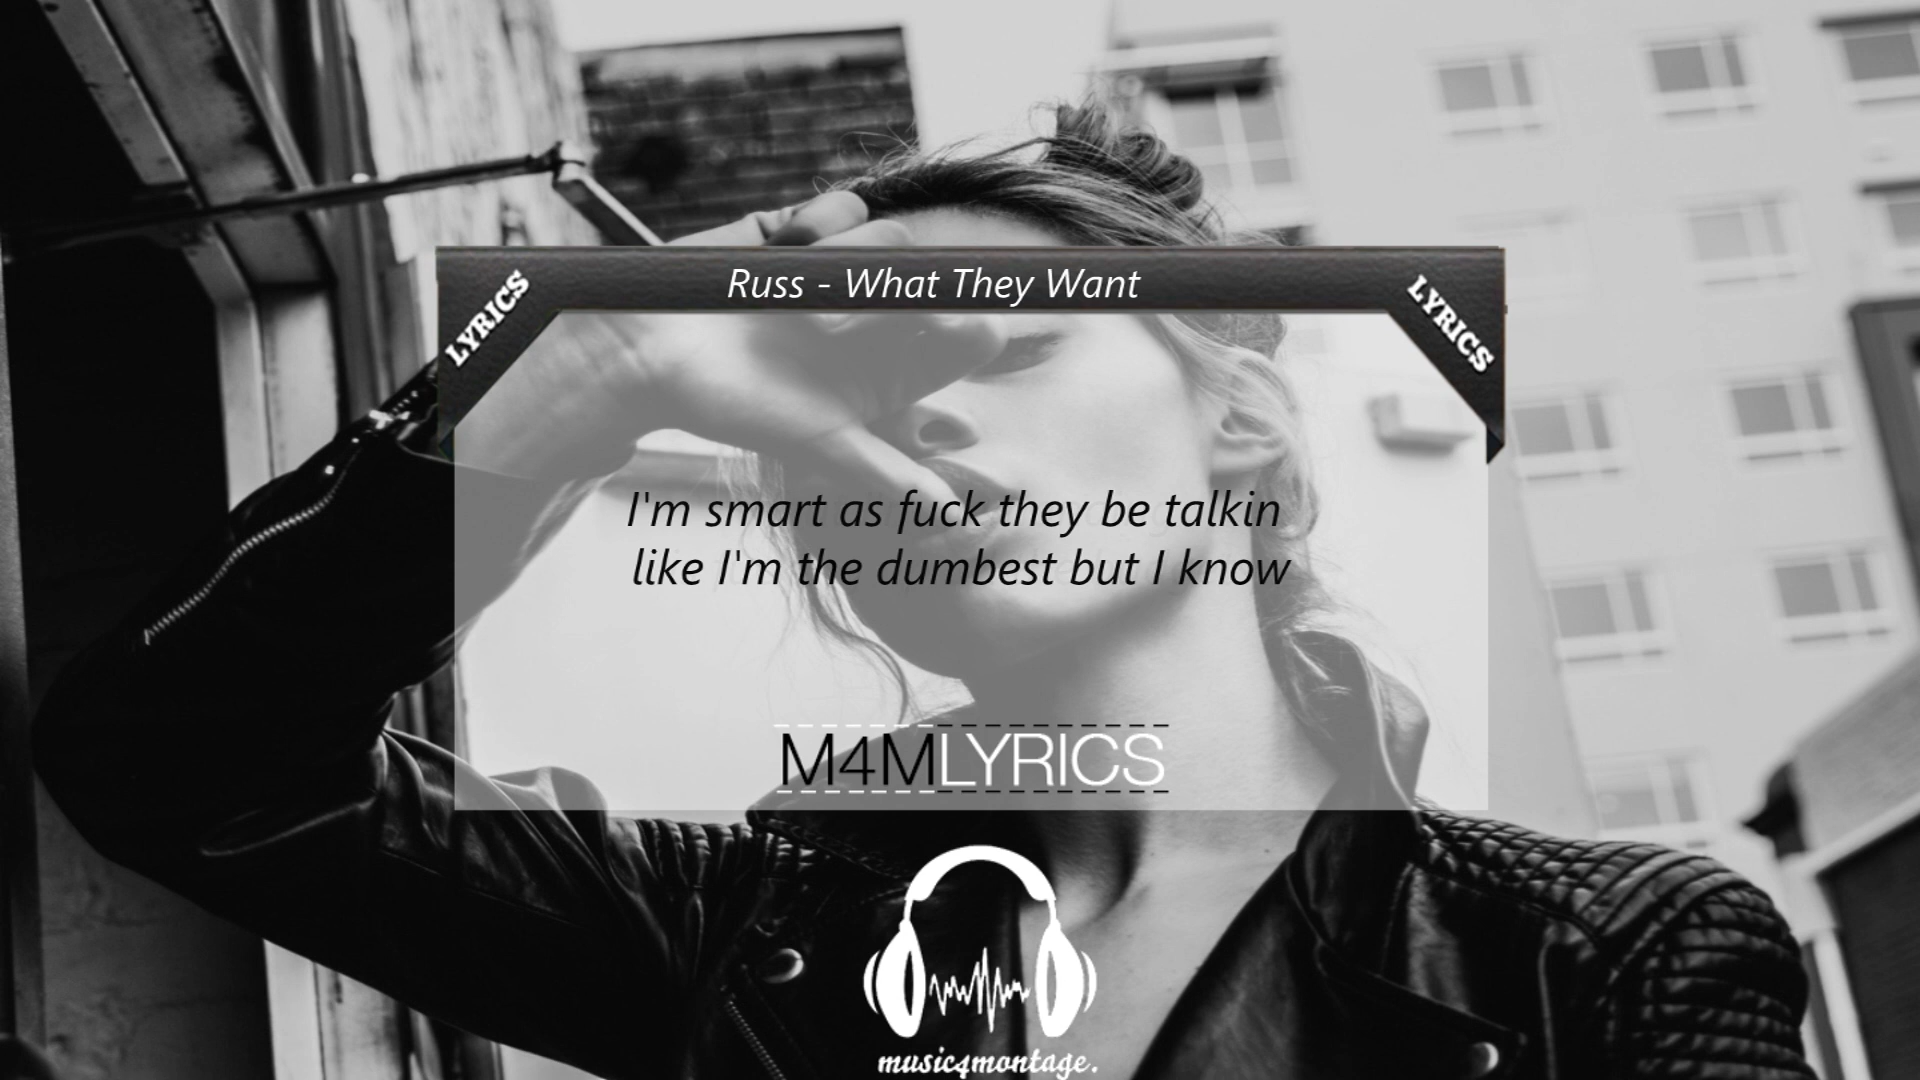 Russ - What They Want
LYRICS
LYRICS
I'm smart as fuck they be talkin
like I'm the dumbest but I know
M4MLYRICS
music4montage.